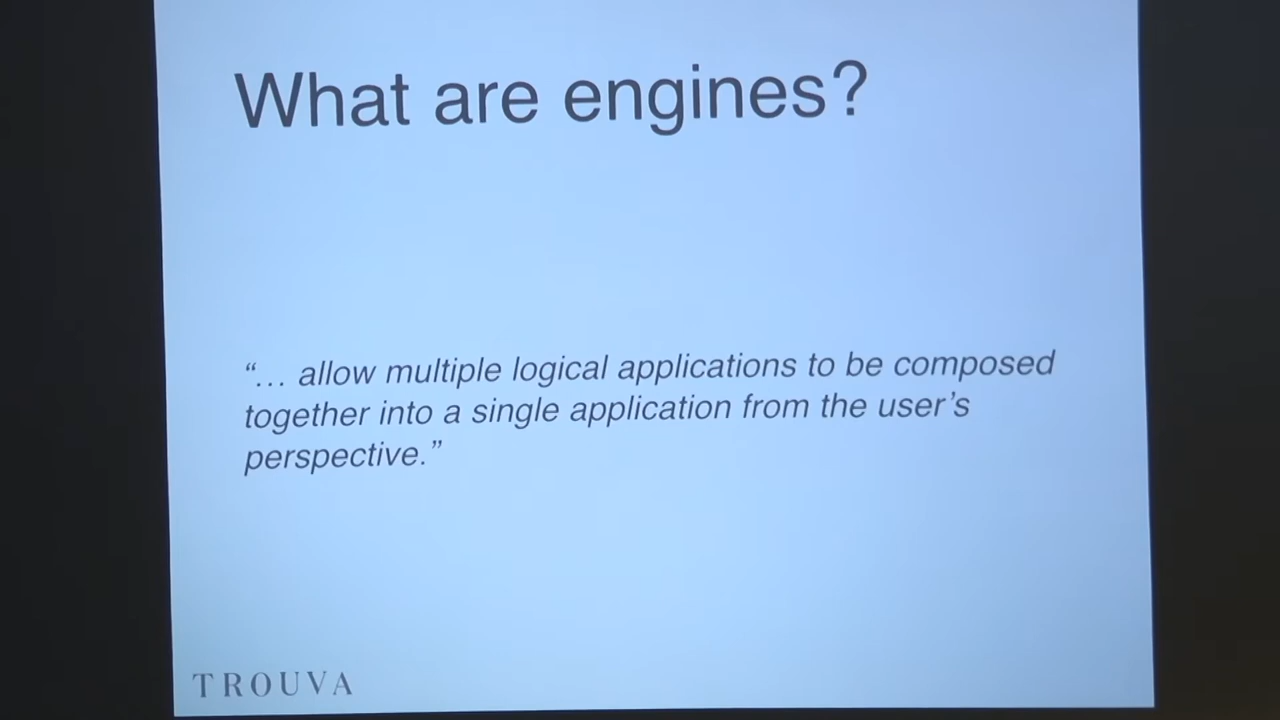 What are engines?
“… allow multiple logical applications to be composed
together into a single application from the user’s
perspective.”
TROUVA